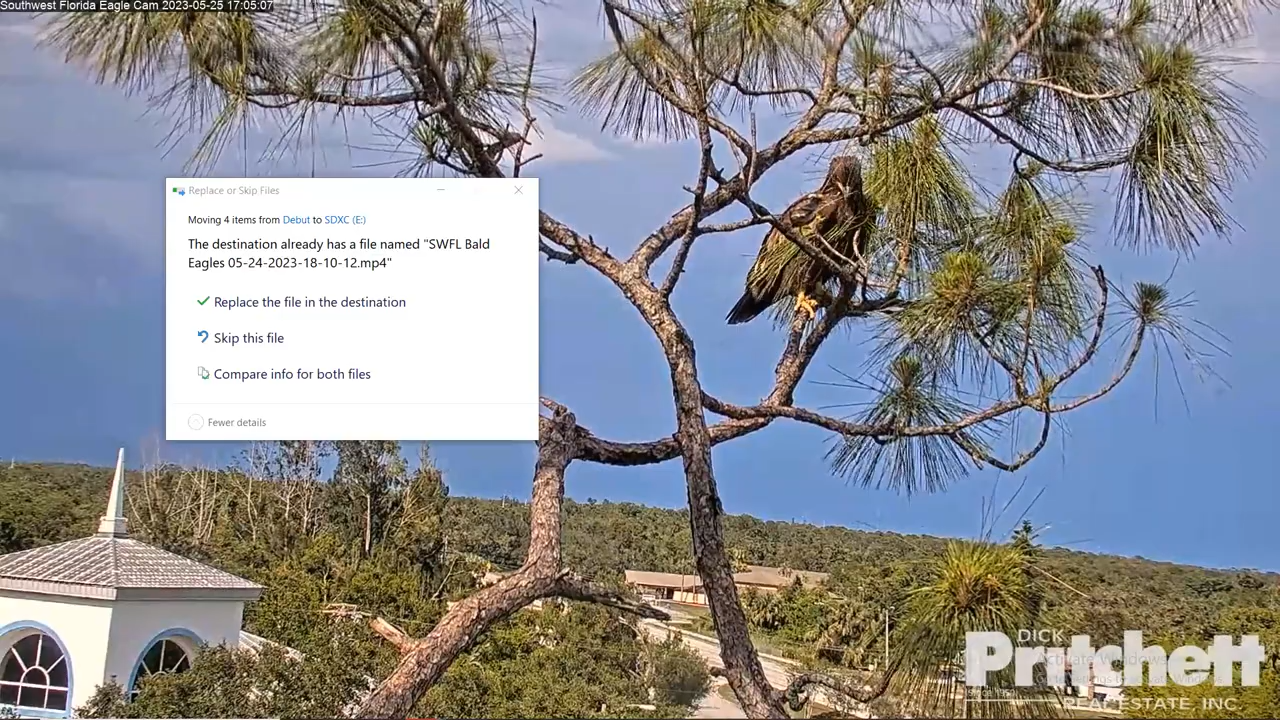 Southwest Florida Eagle Cam 2023-05-25 17:05:07
Replace or Skip Files
Moving 4 items from Debut to SDXC (E:)
The destination already has a file named "SWFL Bald
Eagles 05-24-2023-18-10-12.mp4"
Replace the file in the destination
Skip this file
Compare info for both files
Fewer details
DICK
Pritchett
Activate Windows
REAL ESTATE, INC.